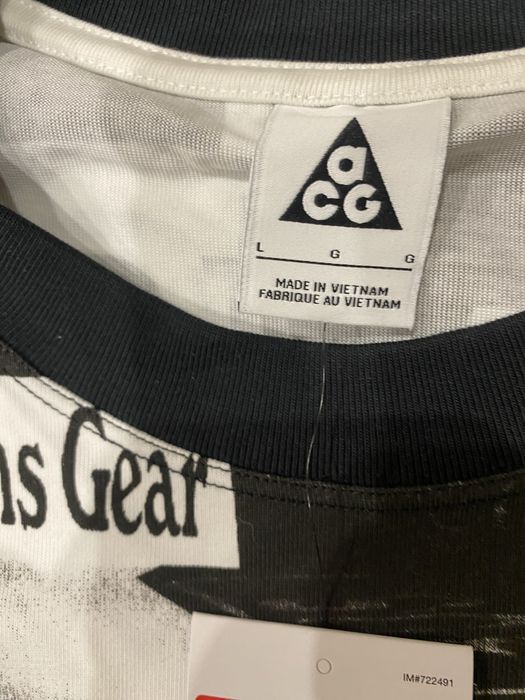 acG
L G G
MADE IN VIETNAM
FABRIQUE AU VIETNAM
ns Gear
IM#722491